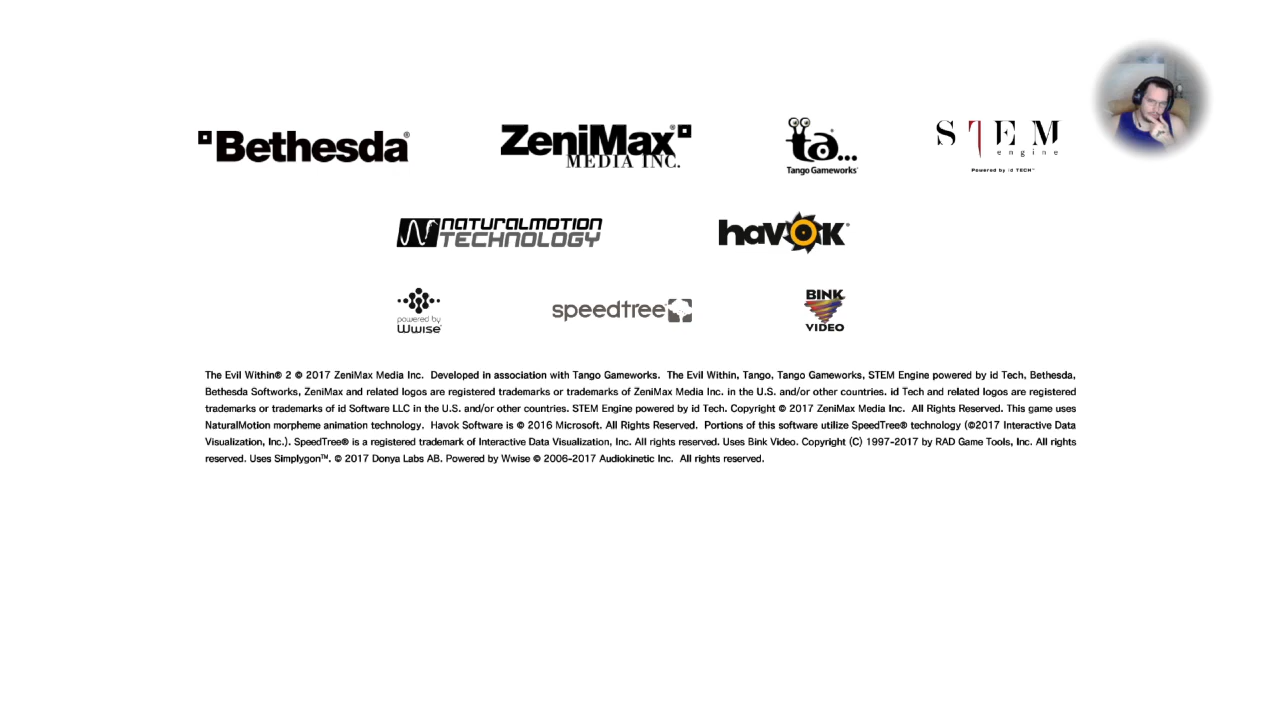 Bethesda®
ZeniMax®
MEDIA INC.
ta...
Tango Gameworks
STEM
engine
Powered by id TECH™
NATURALMOTION
TECHNOLOGY
havok
powered by
Wwise
speedtree
BINK
VIDEO
The Evil Within® 2 © 2017 ZeniMax Media Inc. Developed in association with Tango Gameworks. The Evil Within, Tango, Tango Gameworks, STEM Engine powered by id Tech, Bethesda,
Bethesda Softworks, ZeniMax and related logos are registered trademarks or trademarks of ZeniMax Media Inc. in the U.S. and/or other countries. id Tech and related logos are registered
trademarks or trademarks of id Software LLC in the U.S. and/or other countries. STEM Engine powered by id Tech. Copyright © 2017 ZeniMax Media Inc. All Rights Reserved. This game uses
NaturalMotion morpheme animation technology. Havok Software is © 2016 Microsoft. All Rights Reserved. Portions of this software utilize SpeedTree® technology (©2017 Interactive Data
Visualization, Inc.). SpeedTree® is a registered trademark of Interactive Data Visualization, Inc. All rights reserved. Uses Bink Video. Copyright (C) 1997-2017 by RAD Game Tools, Inc. All rights
reserved. Uses Simplygon™. © 2017 Donya Labs AB. Powered by Wwise © 2006-2017 Audiokinetic Inc. All rights reserved.